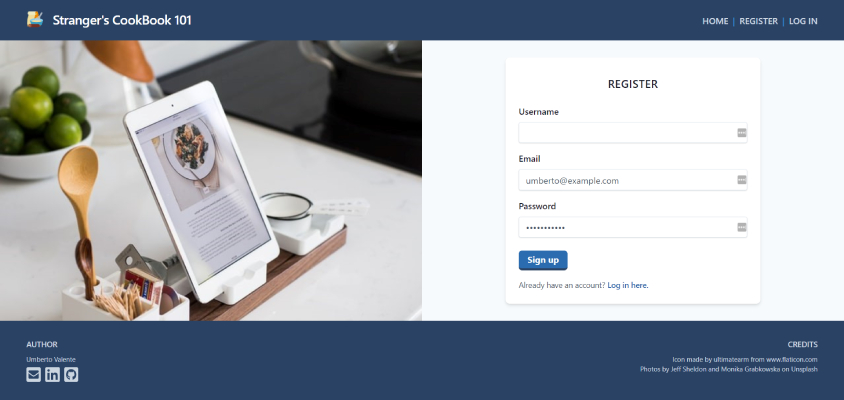 Stranger's CookBook 101
HOME | REGISTER | LOG IN
REGISTER
Username
Email
umberto@example.com
Password
•••••••••••
Sign up
Already have an account? Log in here.
AUTHOR
Umberto Valente
CREDITS
Icon made by ultimatearm from www.flaticon.com
Photos by Jeff Sheldon and Monika Grabkowska on Unsplash